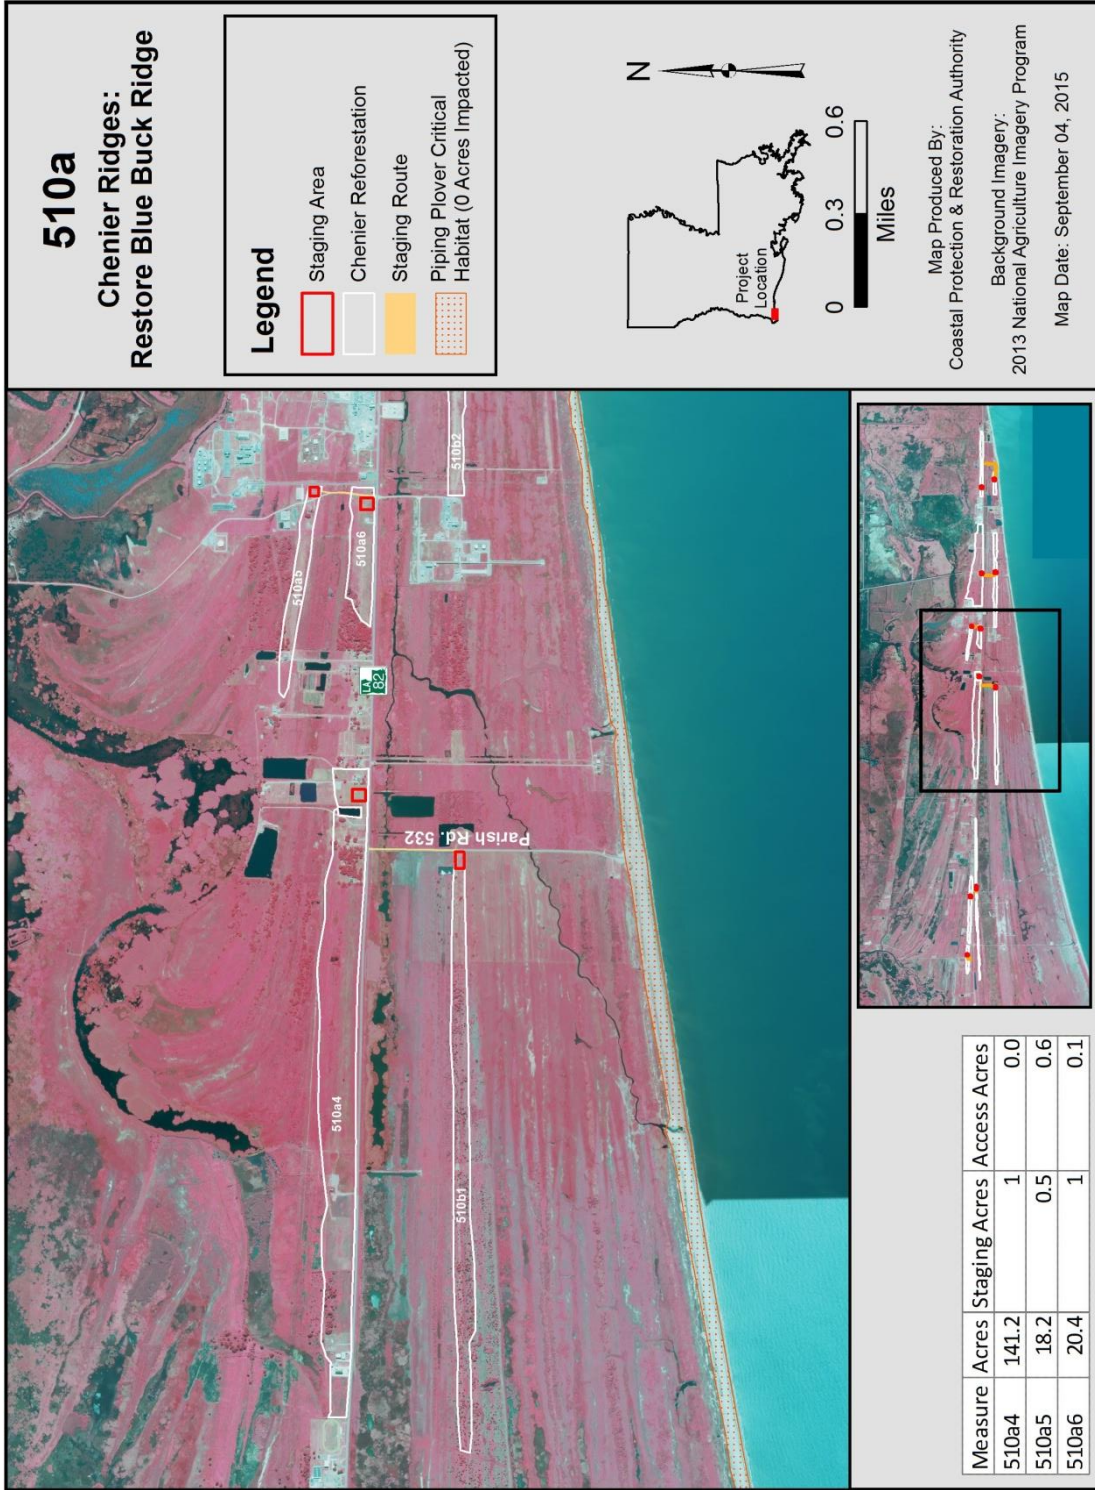 510a
Chenier Ridges:
Restore Blue Buck Ridge
Legend
Staging Area
Chenier Reforestation
Staging Route
Piping Plover Critical
Habitat (0 Acres Impacted)
N
Project
Location
0 0.3 0.6
Miles
Map Produced By:
Coastal Protection & Restoration Authority
Background Imagery:
2013 National Agriculture Imagery Program
Map Date: September 04, 2015
510a5
510a6
510b2
LA
82
Parish Rd. 532
510a4
510b1
Measure Acres Staging Acres Access Acres
510a4 141.2 1 0.0
510a5 18.2 0.5 0.6
510a6 20.4 1 0.1